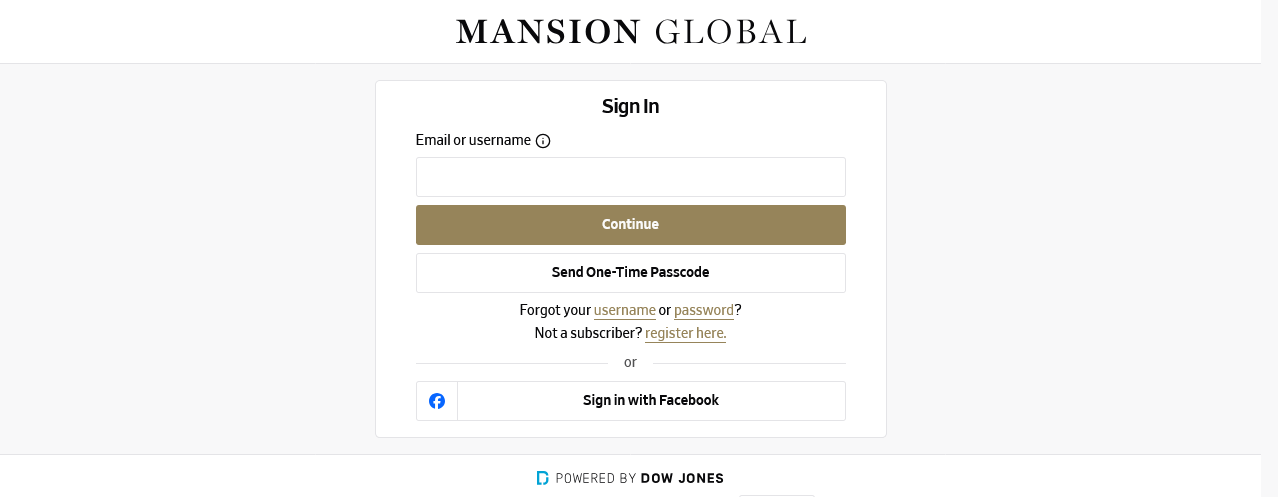 MANSION GLOBAL
Sign In
Email or username
Continue
Send One-Time Passcode
Forgot your username or password?
Not a subscriber? register here.
or
Sign in with Facebook
POWERED BY DOW JONES